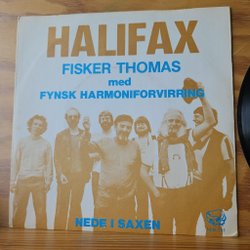 HALIFAX
FISKER THOMAS
med
FYNSK HARMONIFORVIRRING
NEDE I SAXEN